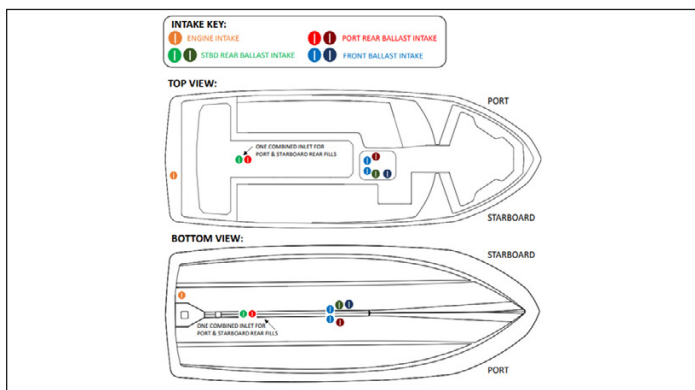 INTAKE KEY:
ENGINE INTAKE
PORT REAR BALLAST INTAKE
STBD REAR BALLAST INTAKE
FRONT BALLAST INTAKE
TOP VIEW:
PORT
ONE COMBINED INLET FOR
PORT & STARBOARD REAR FILLS
STARBOARD
BOTTOM VIEW:
STARBOARD
ONE COMBINED INLET FOR
PORT & STARBOARD REAR FILLS
PORT